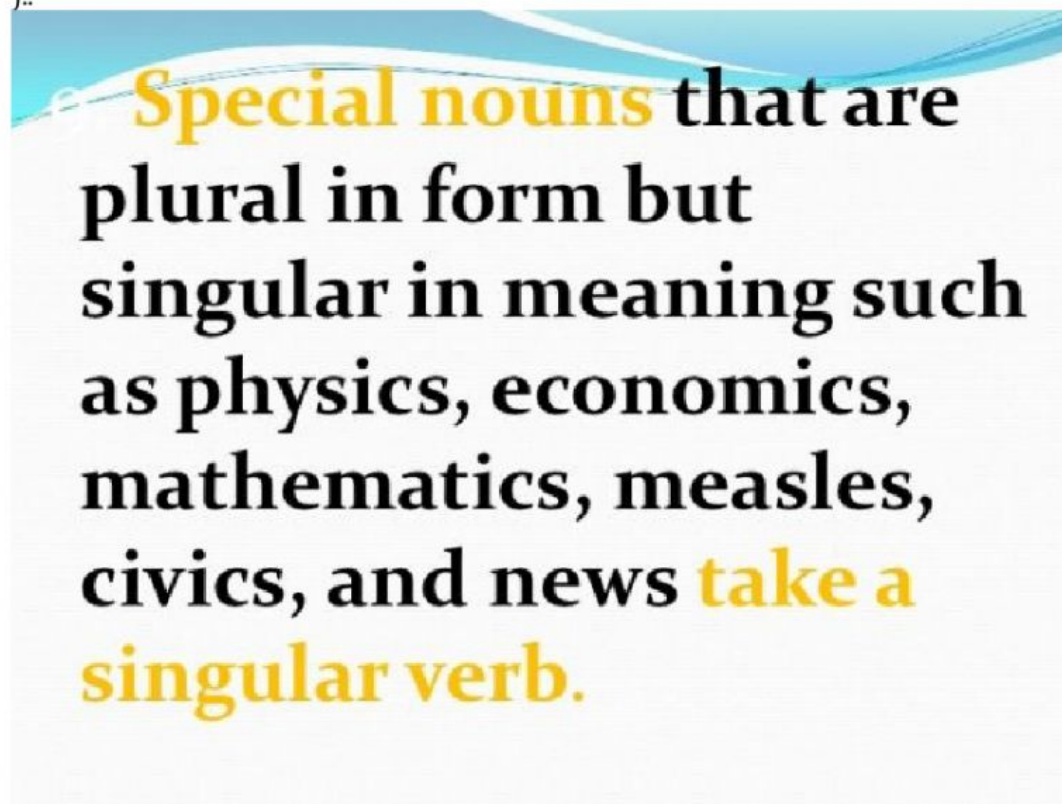 Special nouns that are
plural in form but
singular in meaning such
as physics, economics,
mathematics, measles,
civics, and news take a
singular verb.